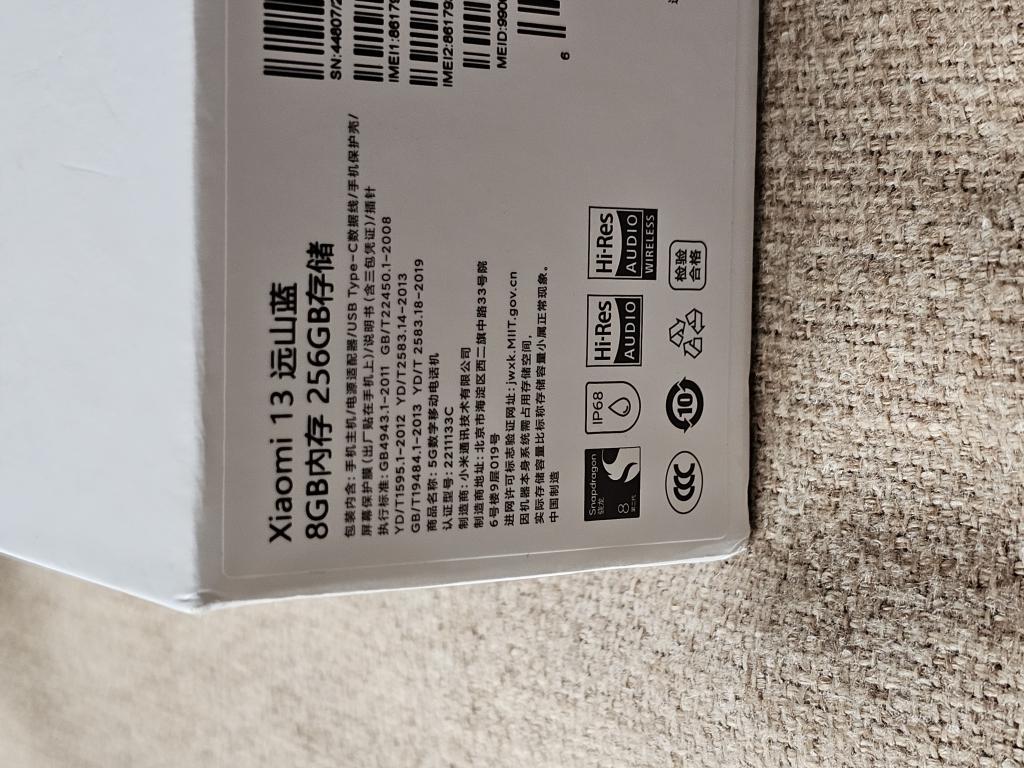 Xiaomi 13 远山蓝
8GB内存 256GB存储
包装内含: 手机主机/电源适配器/USB Type-C数据线/手机保护壳/
屏幕保护膜(出厂贴在手机上)/说明书(含三包凭证)/插针
执行标准: GB4943.1-2011 GB/T22450.1-2008
YD/T1595.1-2012 YD/T2583.14-2013
GB/T19484.1-2013 YD/T 2583.18-2019
商品名称: 5G数字移动电话机
认证型号: 2211133C
制造商: 小米通讯技术有限公司
制造商地址: 北京市海淀区西二旗中路33号院
6号楼9层019号
进网许可标志验证网址: jwxk.MIIT.gov.cn
因机器本身系统需占用存储空间,
实际存储容量比标称存储容量小属正常现象。
中国制造
SN:448072
IMEI1:8617
IMEI2:86179
MEID:990
6
Snapdragon
骁龙
8
第二代
IP68
Hi-Res
AUDIO
Hi-Res
AUDIO
WIRELESS
CCC
10
检验
合格